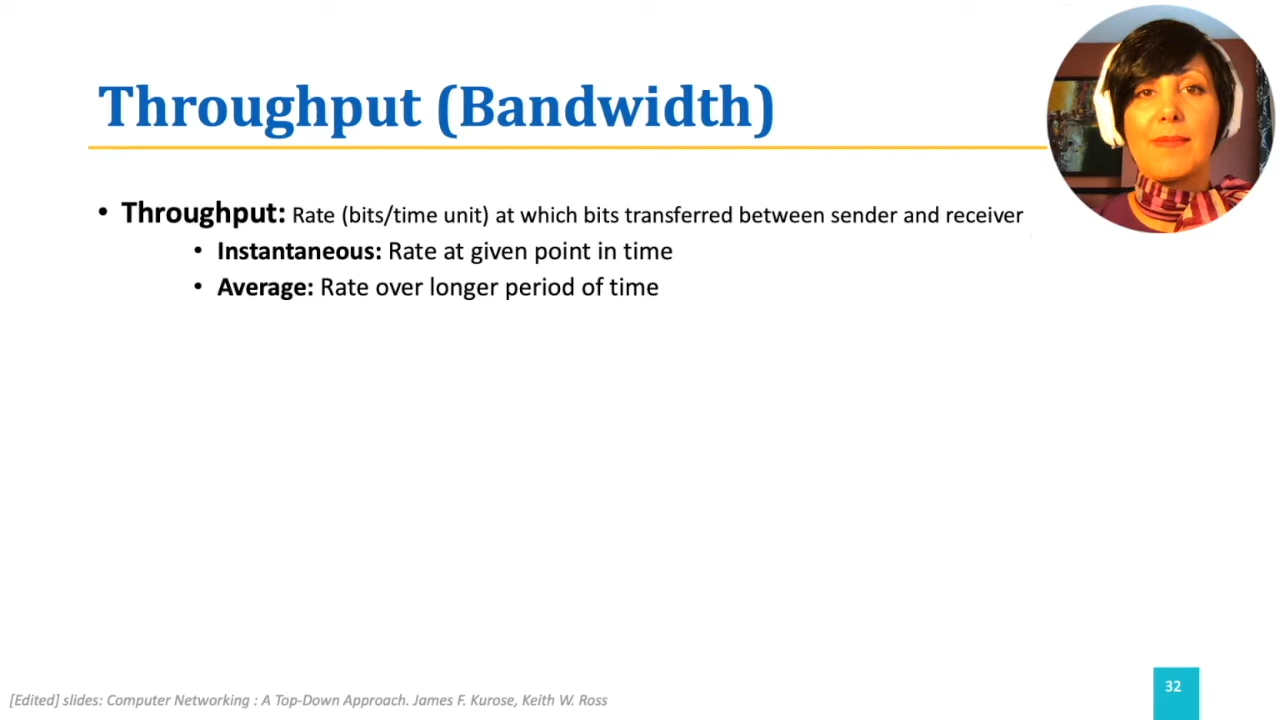 Throughput (Bandwidth)
• Throughput: Rate (bits/time unit) at which bits transferred between sender and receiver
• Instantaneous: Rate at given point in time
• Average: Rate over longer period of time
[Edited] slides: Computer Networking : A Top-Down Approach. James F. Kurose, Keith W. Ross
32